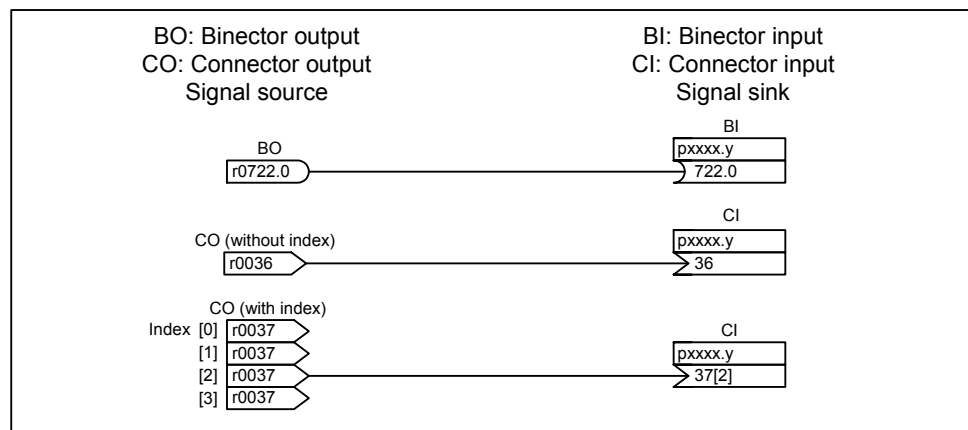 BO: Binector output
CO: Connector output
Signal source
BI: Binector input
CI: Connector input
Signal sink
BO
r0722.0
BI
pxxxx.y
722.0
CO (without index)
r0036
CI
pxxxx.y
36
CO (with index)
Index [0] r0037
[1] r0037
[2] r0037
[3] r0037
CI
pxxxx.y
37[2]